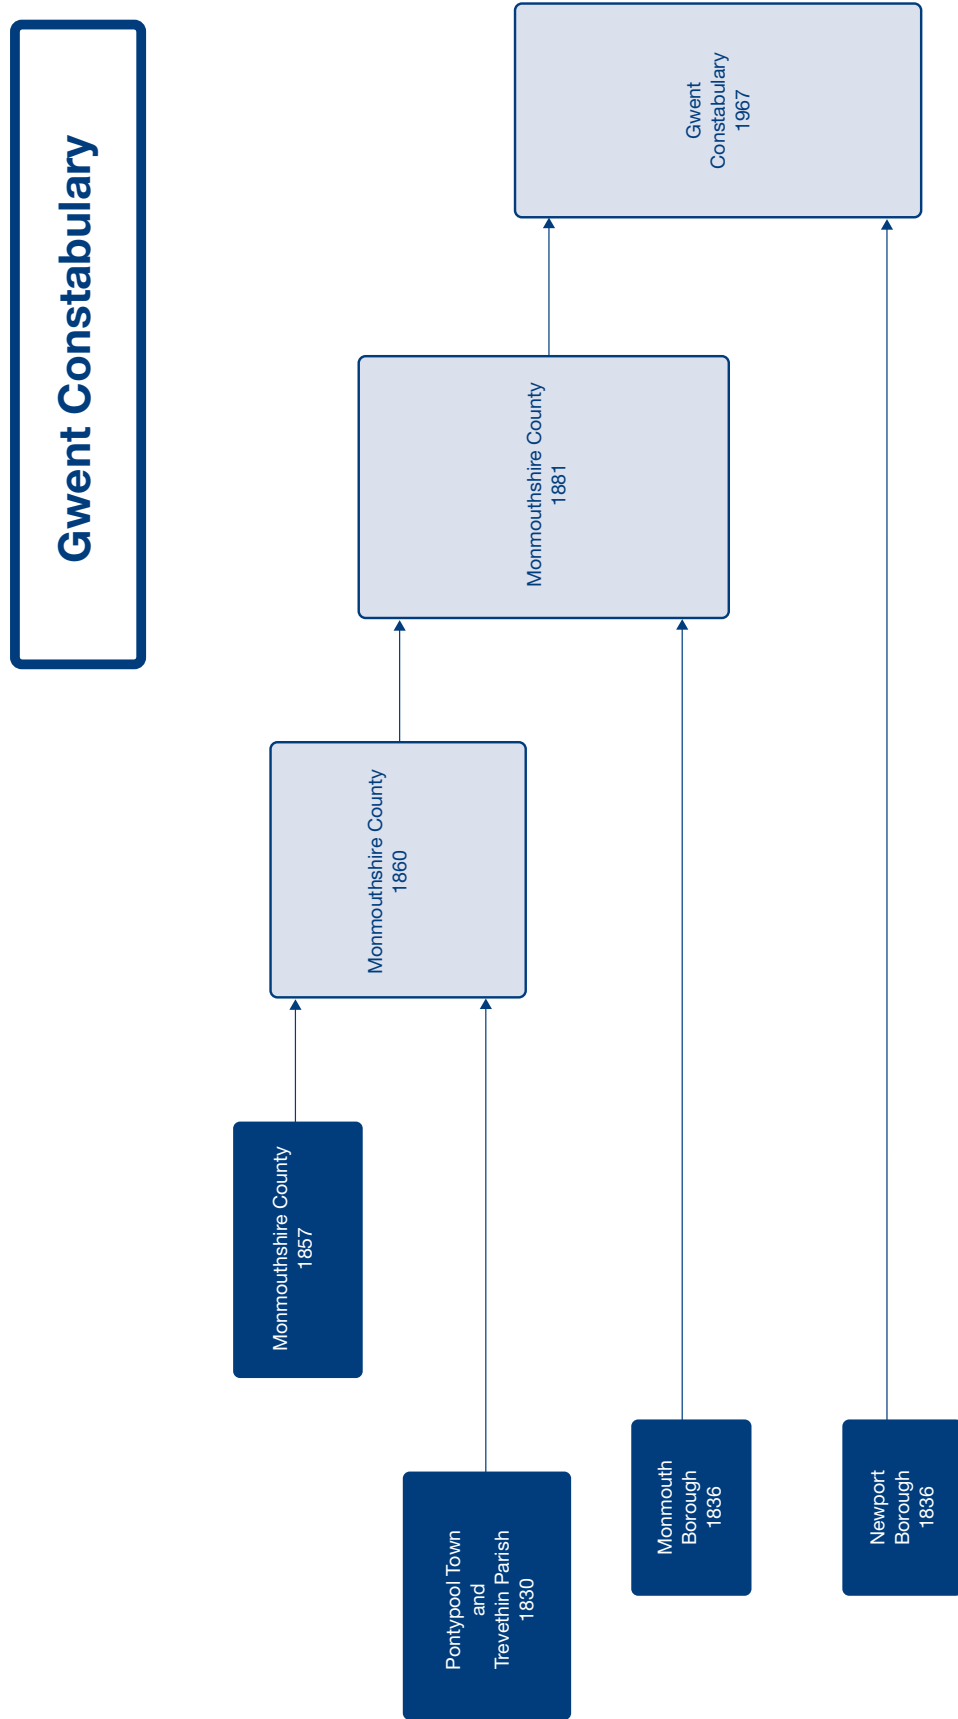 Gwent Constabulary
Monmouthshire County
1857
Pontypool Town
and
Trevethin Parish
1830
Monmouth
Borough
1836
Newport
Borough
1836
Monmouthshire County
1860
Monmouthshire County
1881
Gwent
Constabulary
1967